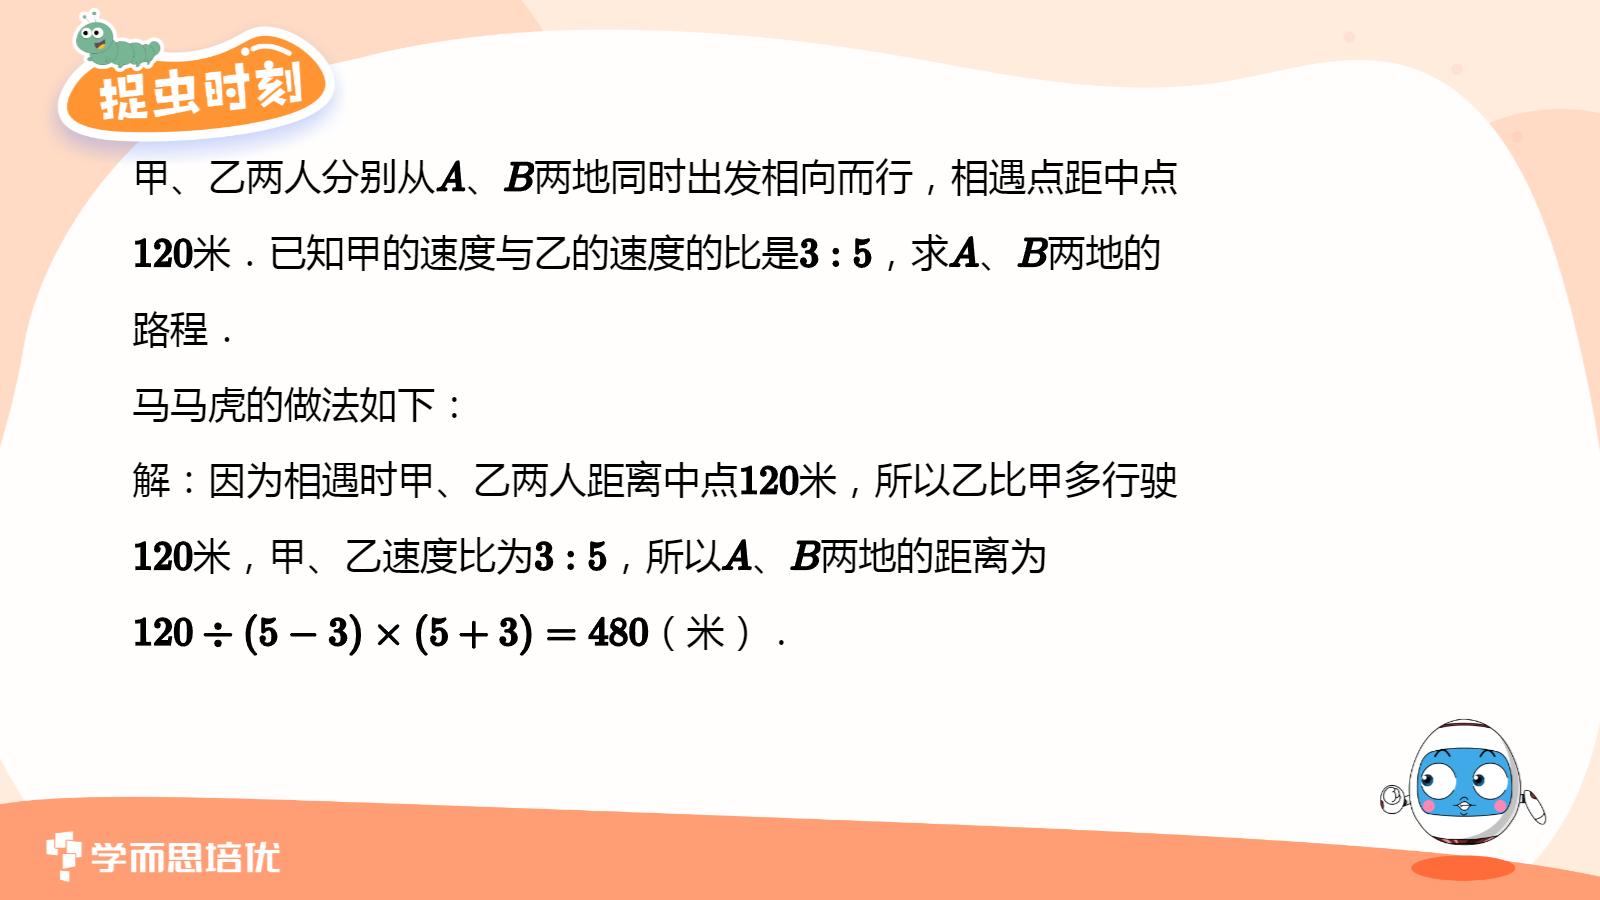 捉虫时刻
甲、乙两人分别从A、B两地同时出发相向而行，相遇点距中点
120米．已知甲的速度与乙的速度的比是3 : 5，求A、B两地的
路程．
马马虎的做法如下：
解：因为相遇时甲、乙两人距离中点120米，所以乙比甲多行驶
120米，甲、乙速度比为3 : 5，所以A、B两地的距离为
120 ÷ (5 − 3) × (5 + 3) = 480（米）．
学而思培优